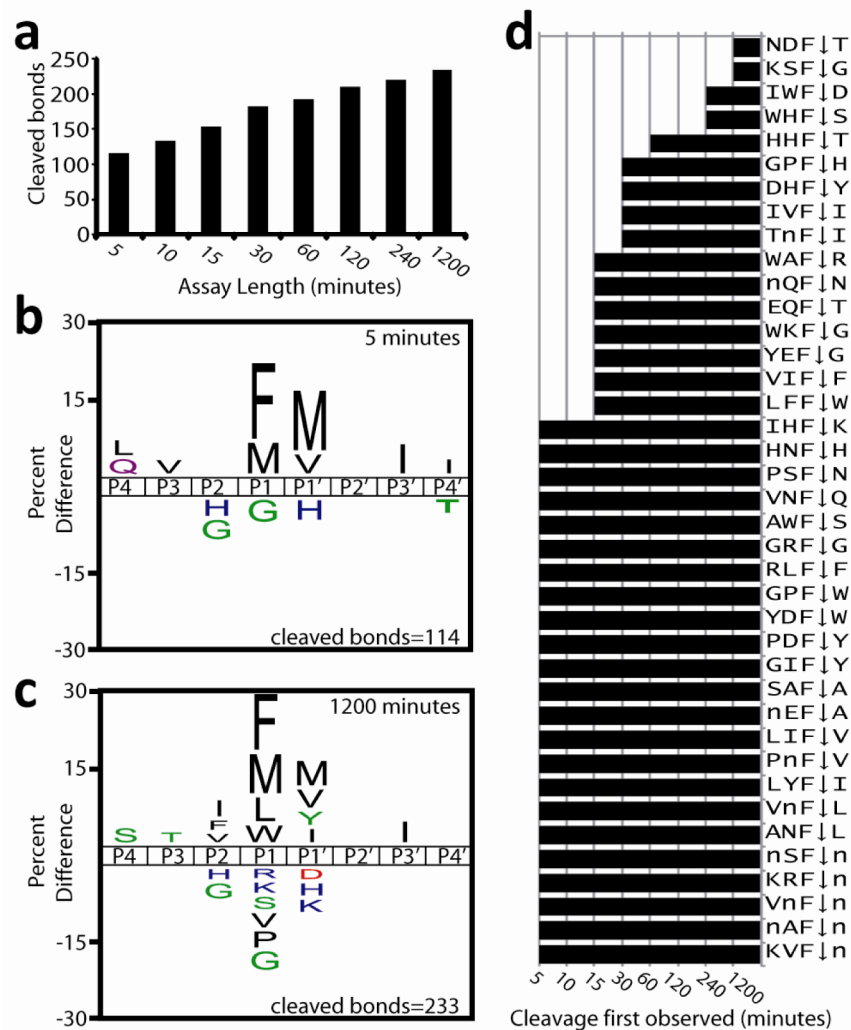 a
250
200
150
100
50
0
Cleaved bonds
5 10 15 30 60 120 240 1200
Assay Length (minutes)
b
30
15
-15
-30
Percent Difference
5 minutes
L
Q
V
F
M
M
V
I
I
P4 P3 P2 P1 P1′ P2′ P3′ P4′
H
G
G
H
T
cleaved bonds=114
c
30
15
-15
-30
Percent Difference
1200 minutes
S
T
I
F
V
F
M
L
W
M
V
Y
I
I
P4 P3 P2 P1 P1′ P2′ P3′ P4′
H
G
R
K
S
V
P
G
D
H
K
cleaved bonds=233
d
NDF↓T
KSF↓G
IWF↓D
WHF↓S
HHF↓T
GPF↓H
DHF↓Y
IVF↓I
TnF↓I
WAF↓R
nQF↓N
EQF↓T
WKF↓G
YEF↓G
VIF↓F
LFF↓W
IHF↓K
HNF↓H
PSF↓N
VNF↓Q
AWF↓S
GRF↓G
RLF↓F
GPF↓W
YDF↓W
PDF↓Y
GIF↓Y
SAF↓A
nEF↓A
LIF↓V
PnF↓V
LYF↓I
VnF↓L
ANF↓L
nSF↓n
KRF↓n
VnF↓n
nAF↓n
KVF↓n
5 10 15 30 60 120 240 1200
Cleavage first observed (minutes)